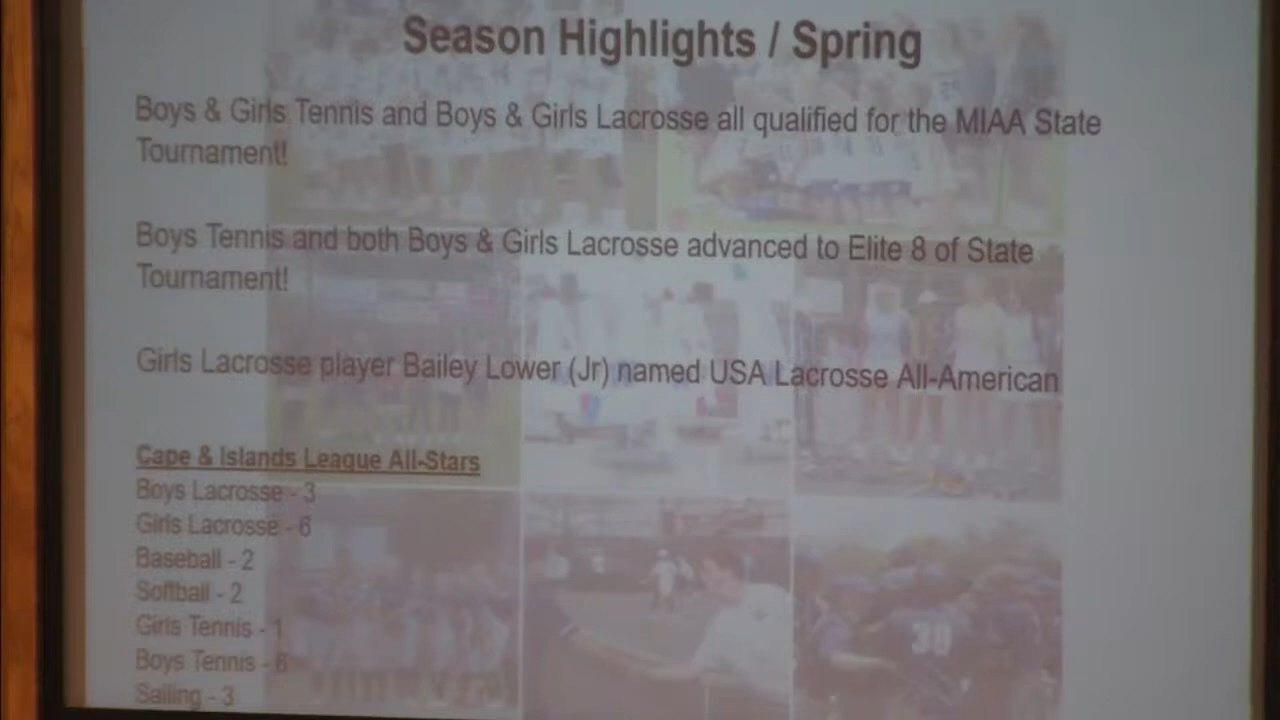 Season Highlights / Spring
Boys & Girls Tennis and Boys & Girls Lacrosse all qualified for the MIAA State
Tournament!
Boys Tennis and both Boys & Girls Lacrosse advanced to Elite 8 of State
Tournament!
Girls Lacrosse player Bailey Lower (Jr) named USA Lacrosse All-American
Cape & Islands League All-Stars
Boys Lacrosse - 3
Girls Lacrosse - 6
Baseball - 2
Softball - 2
Girls Tennis - 1
Boys Tennis - 6
Sailing - 3
30